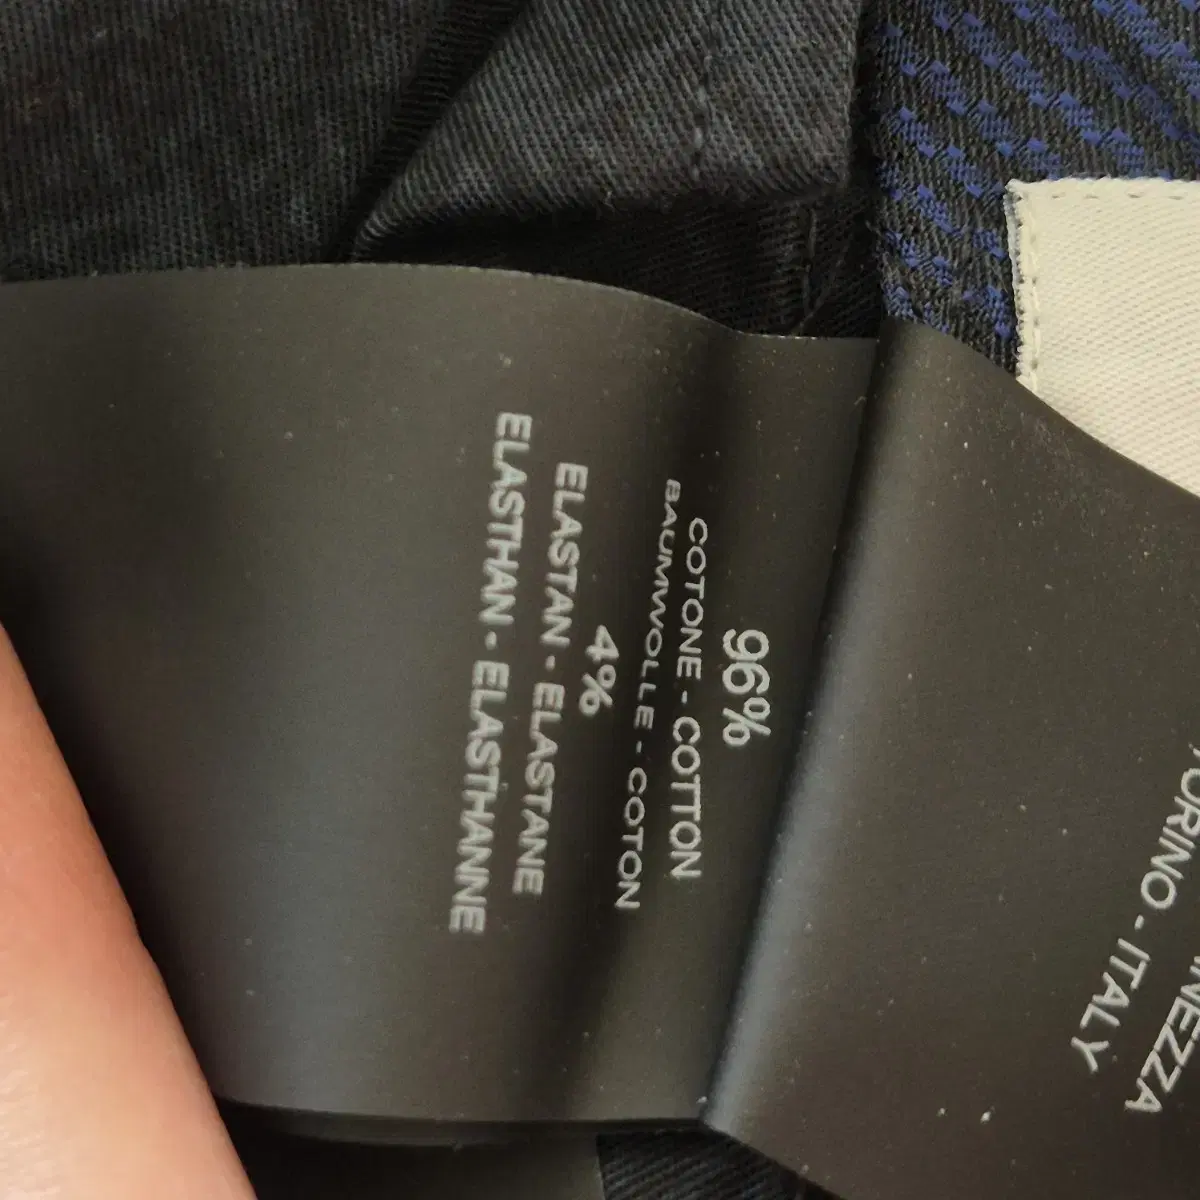 96%
COTONE - COTTON
BAUMWOLLE - COTON
4%
ELASTAN - ELASTANE
ELASTHAN - ELASTHANNE
TORINO - ITALY